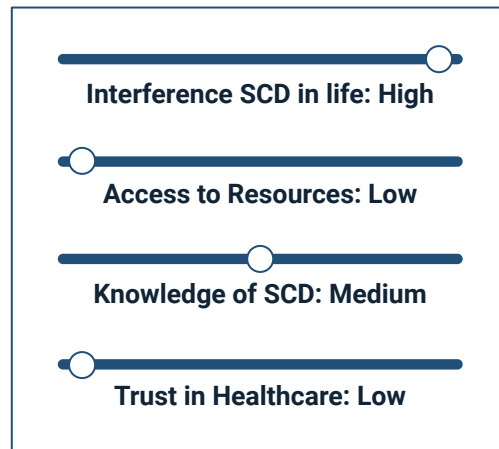 Interference SCD in life: High
Access to Resources: Low
Knowledge of SCD: Medium
Trust in Healthcare: Low